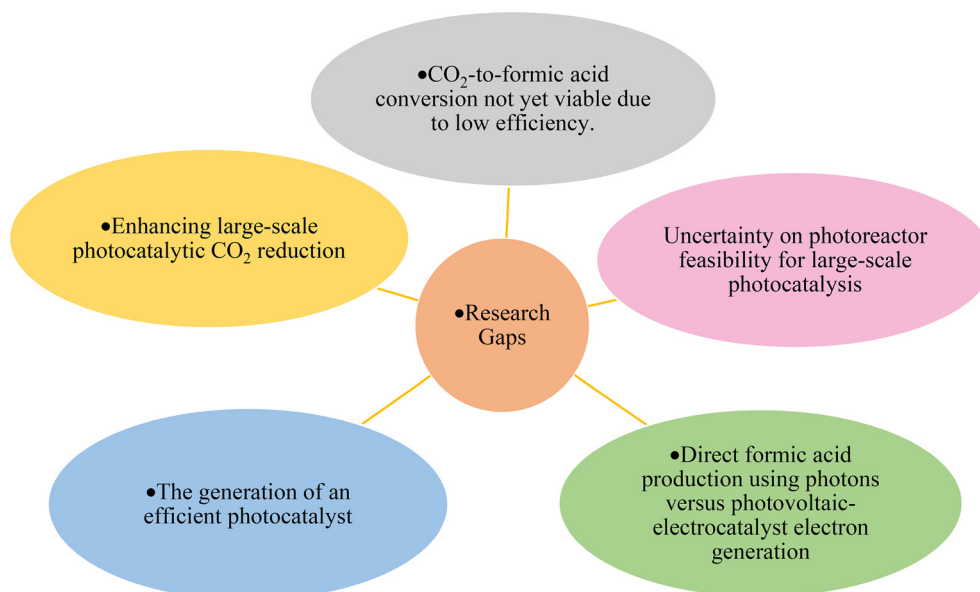 •CO₂-to-formic acid
conversion not yet viable due
to low efficiency.
•Enhancing large-scale
photocatalytic CO₂ reduction
Uncertainty on photoreactor
feasibility for large-scale
photocatalysis
•Research
Gaps
•The generation of an
efficient photocatalyst
•Direct formic acid
production using photons
versus photovoltaic-
electrocatalyst electron
generation